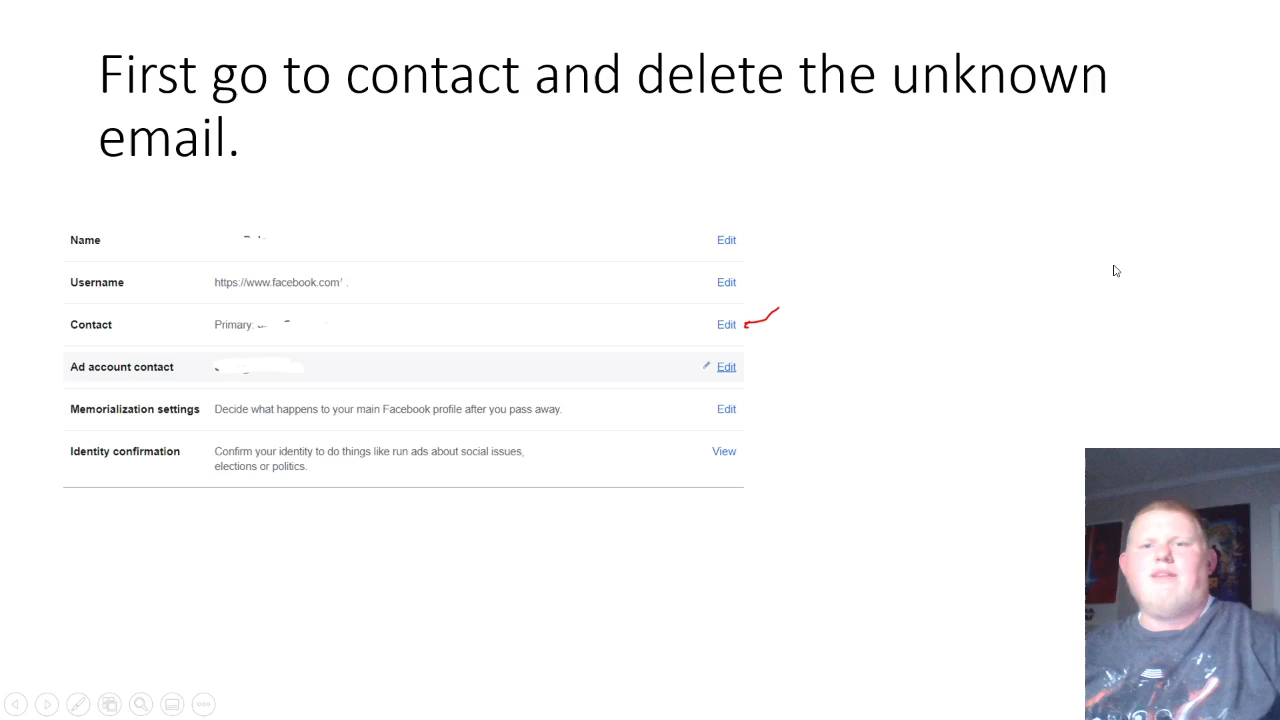 First go to contact and delete the unknown
email.
Name Edit
Username https://www.facebook.com/ . Edit
Contact Primary: Edit
Ad account contact Edit
Memorialization settings Decide what happens to your main Facebook profile after you pass away. Edit
Identity confirmation Confirm your identity to do things like run ads about social issues, View
elections or politics.